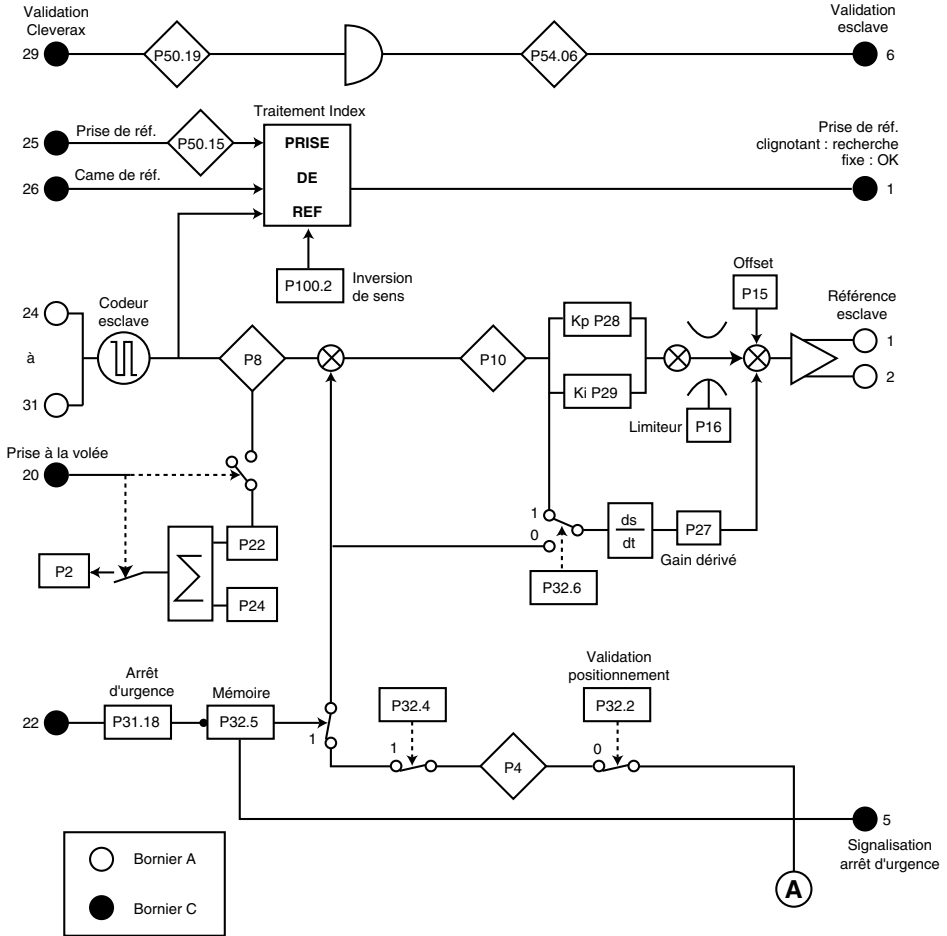 Validation
Cleverax
29
P50.19
P54.06
Validation
esclave
6
Traitement Index
25
Prise de réf.
P50.15
PRISE
DE
REF
26
Came de réf.
Prise de réf.
clignotant : recherche
fixe : OK
1
P100.2
Inversion
de sens
24
à
31
Codeur
esclave
P8
P10
Kp P28
Ki P29
Offset
P15
Limiteur
P16
Référence
esclave
1
2
Prise à la volée
20
P2
Σ
P22
P24
1
0
P32.6
ds
dt
P27
Gain dérivé
Arrêt
d'urgence
22
P31.18
Mémoire
P32.5
1
P32.4
1
P4
Validation
positionnement
P32.2
0
5
Signalisation
arrêt d'urgence
A
Bornier A
Bornier C